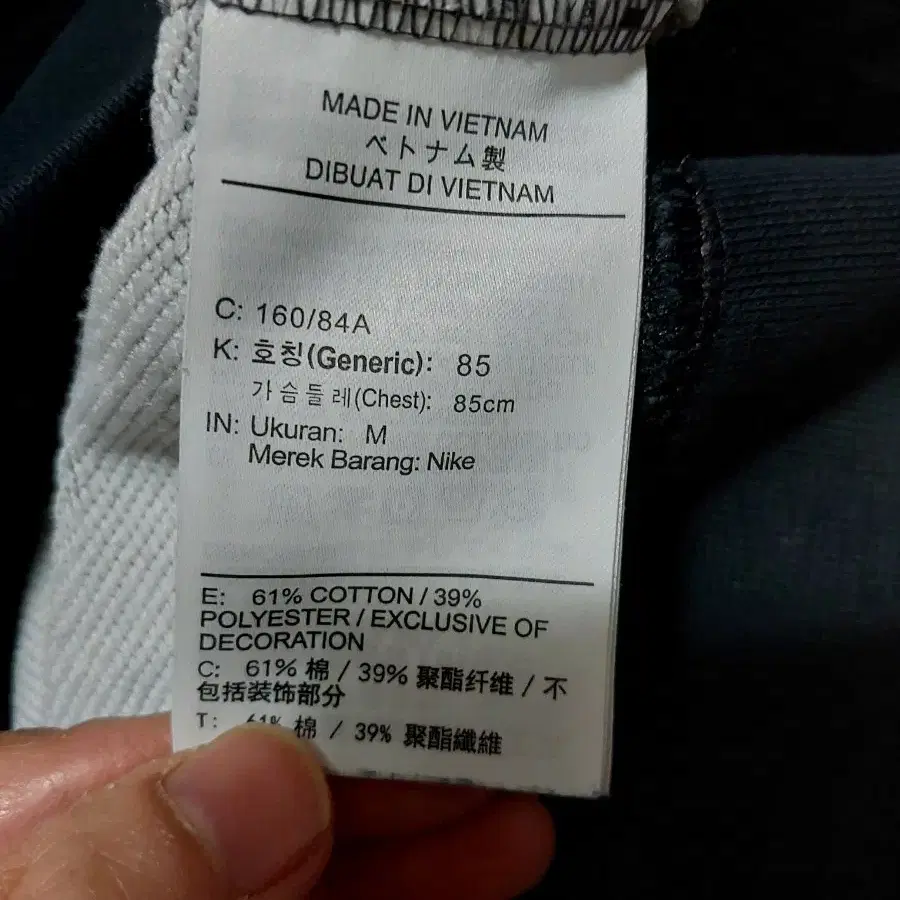 MADE IN VIETNAM
ベトナム製
DIBUAT DI VIETNAM
C: 160/84A
K: 호칭(Generic): 85
가슴둘레(Chest): 85cm
IN: Ukuran: M
Merek Barang: Nike
E: 61% COTTON / 39%
POLYESTER / EXCLUSIVE OF
DECORATION
C: 61% 棉 / 39% 聚酯纤维 / 不
包括装饰部分
T: 61% 棉 / 39% 聚酯纖維